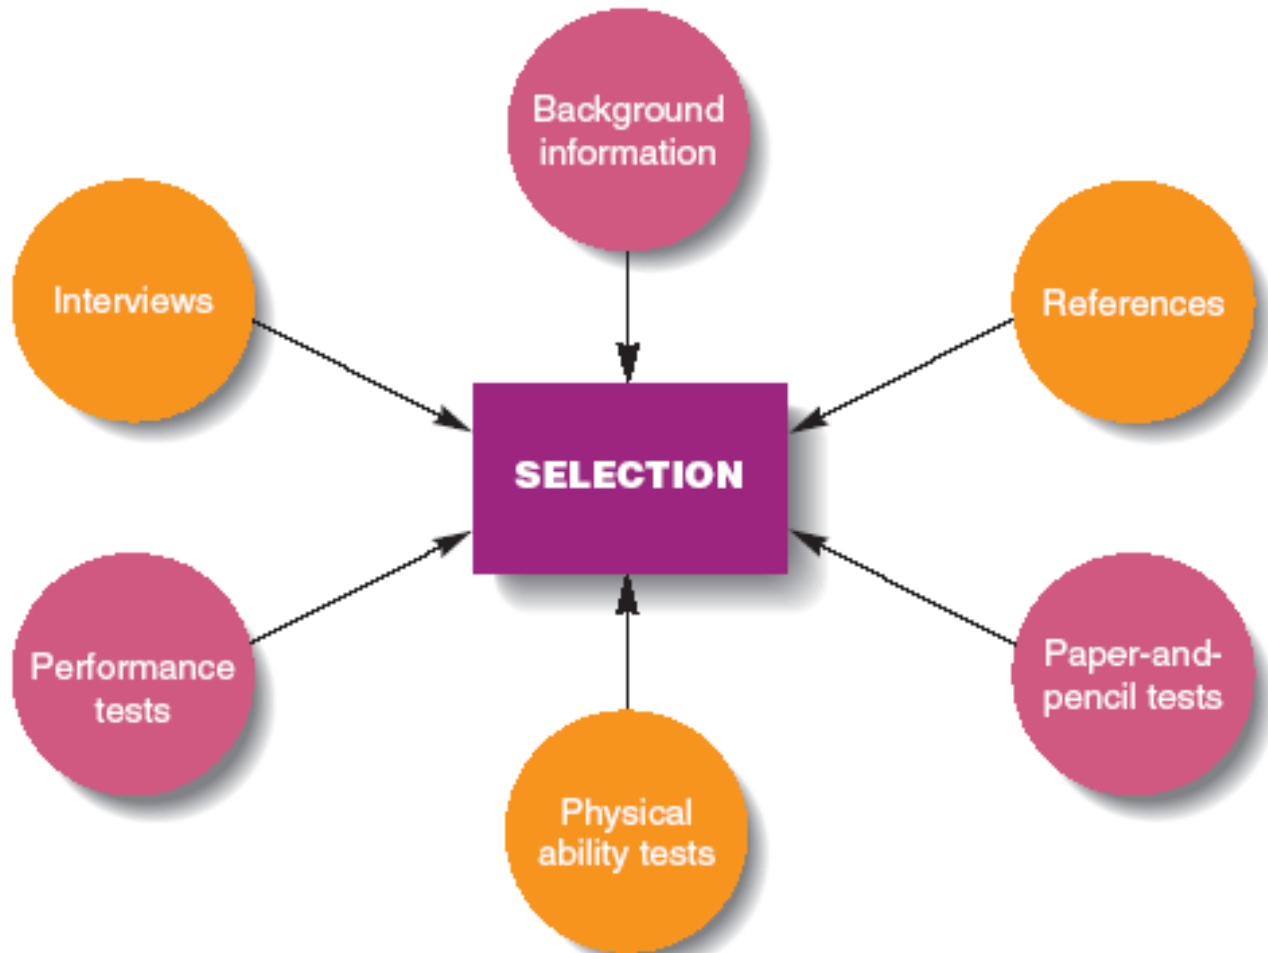 Background
information
Interviews
References
SELECTION
Performance
tests
Paper-and-
pencil tests
Physical
ability tests